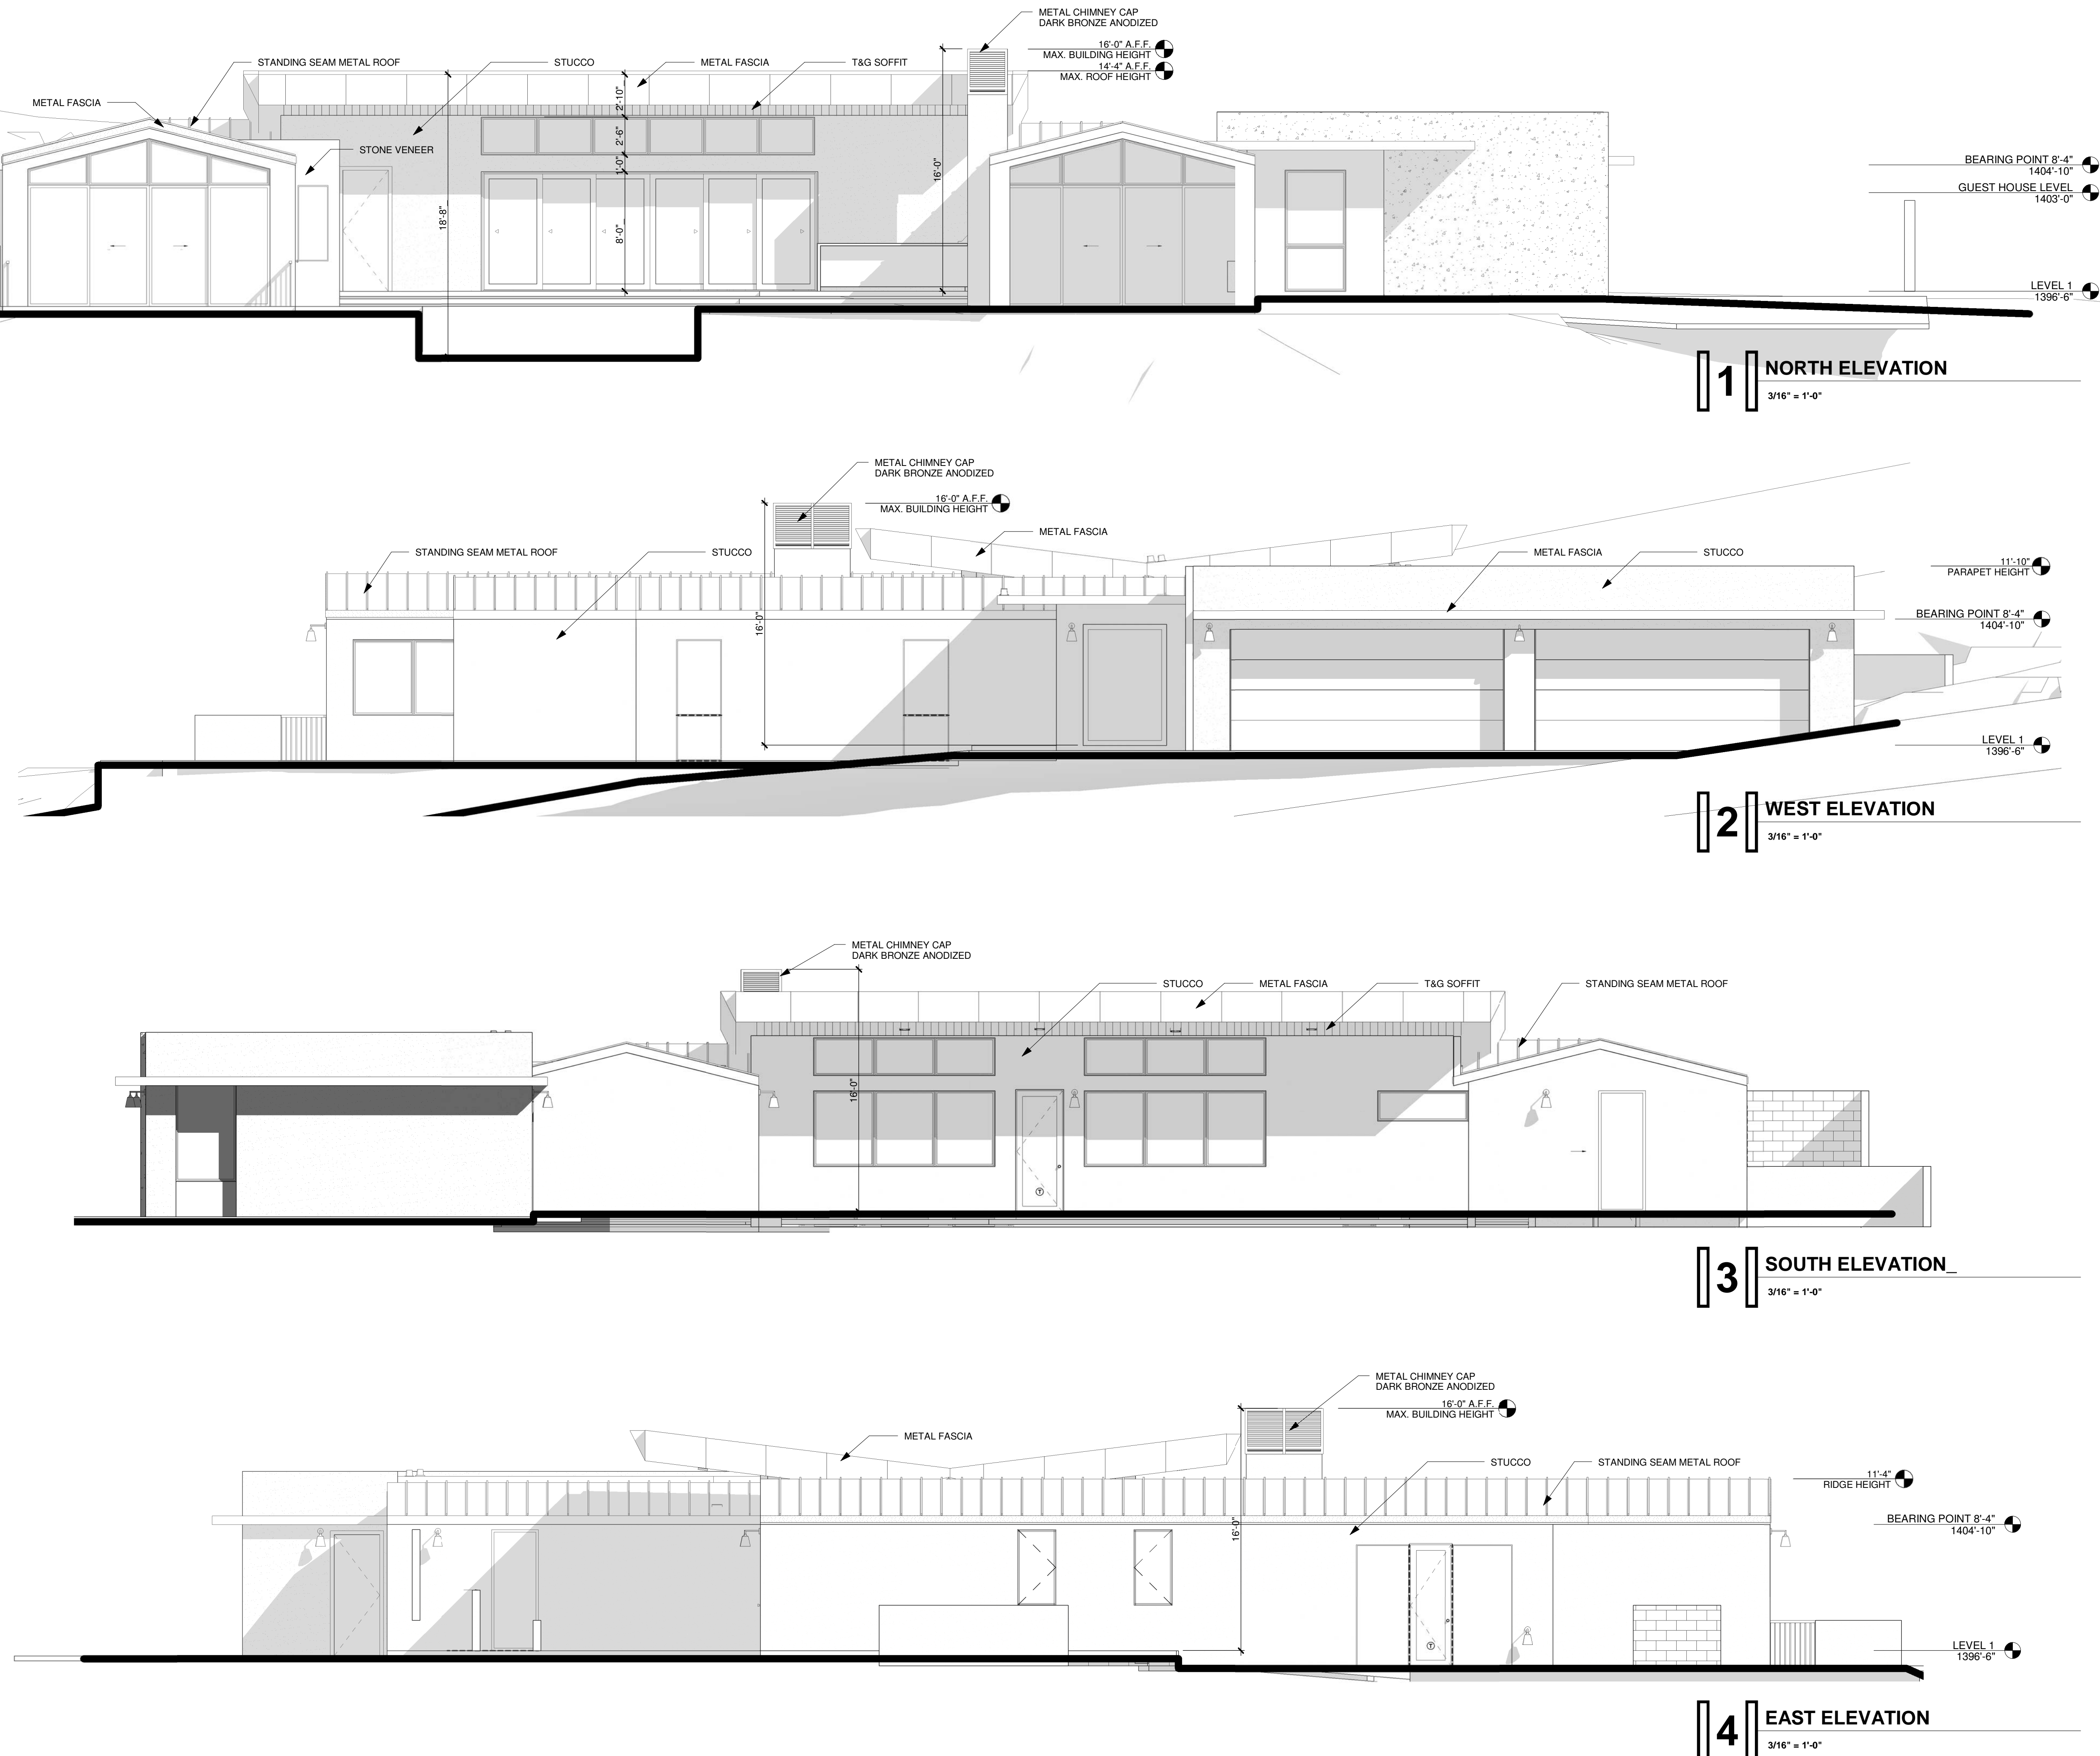 METAL CHIMNEY CAP
DARK BRONZE ANODIZED
16'-0" A.F.F.
MAX. BUILDING HEIGHT
14'-4" A.F.F.
MAX. ROOF HEIGHT
STANDING SEAM METAL ROOF
STUCCO
METAL FASCIA
T&G SOFFIT
METAL FASCIA
STONE VENEER
2'-10"
2'-6"
1'-0"
8'-0"
18'-8"
16'-0"
BEARING POINT 8'-4"
1404'-10"
GUEST HOUSE LEVEL
1403'-0"
LEVEL 1
1396'-6"
1
NORTH ELEVATION
3/16" = 1'-0"
METAL CHIMNEY CAP
DARK BRONZE ANODIZED
16'-0" A.F.F.
MAX. BUILDING HEIGHT
METAL FASCIA
STANDING SEAM METAL ROOF
STUCCO
METAL FASCIA
STUCCO
11'-10"
PARAPET HEIGHT
16'-0"
BEARING POINT 8'-4"
1404'-10"
LEVEL 1
1396'-6"
2
WEST ELEVATION
3/16" = 1'-0"
METAL CHIMNEY CAP
DARK BRONZE ANODIZED
STUCCO
METAL FASCIA
T&G SOFFIT
STANDING SEAM METAL ROOF
16'-0"
T
3
SOUTH ELEVATION_
3/16" = 1'-0"
METAL CHIMNEY CAP
DARK BRONZE ANODIZED
16'-0" A.F.F.
MAX. BUILDING HEIGHT
METAL FASCIA
STUCCO
STANDING SEAM METAL ROOF
11'-4"
RIDGE HEIGHT
16'-0"
BEARING POINT 8'-4"
1404'-10"
T
LEVEL 1
1396'-6"
4
EAST ELEVATION
3/16" = 1'-0"